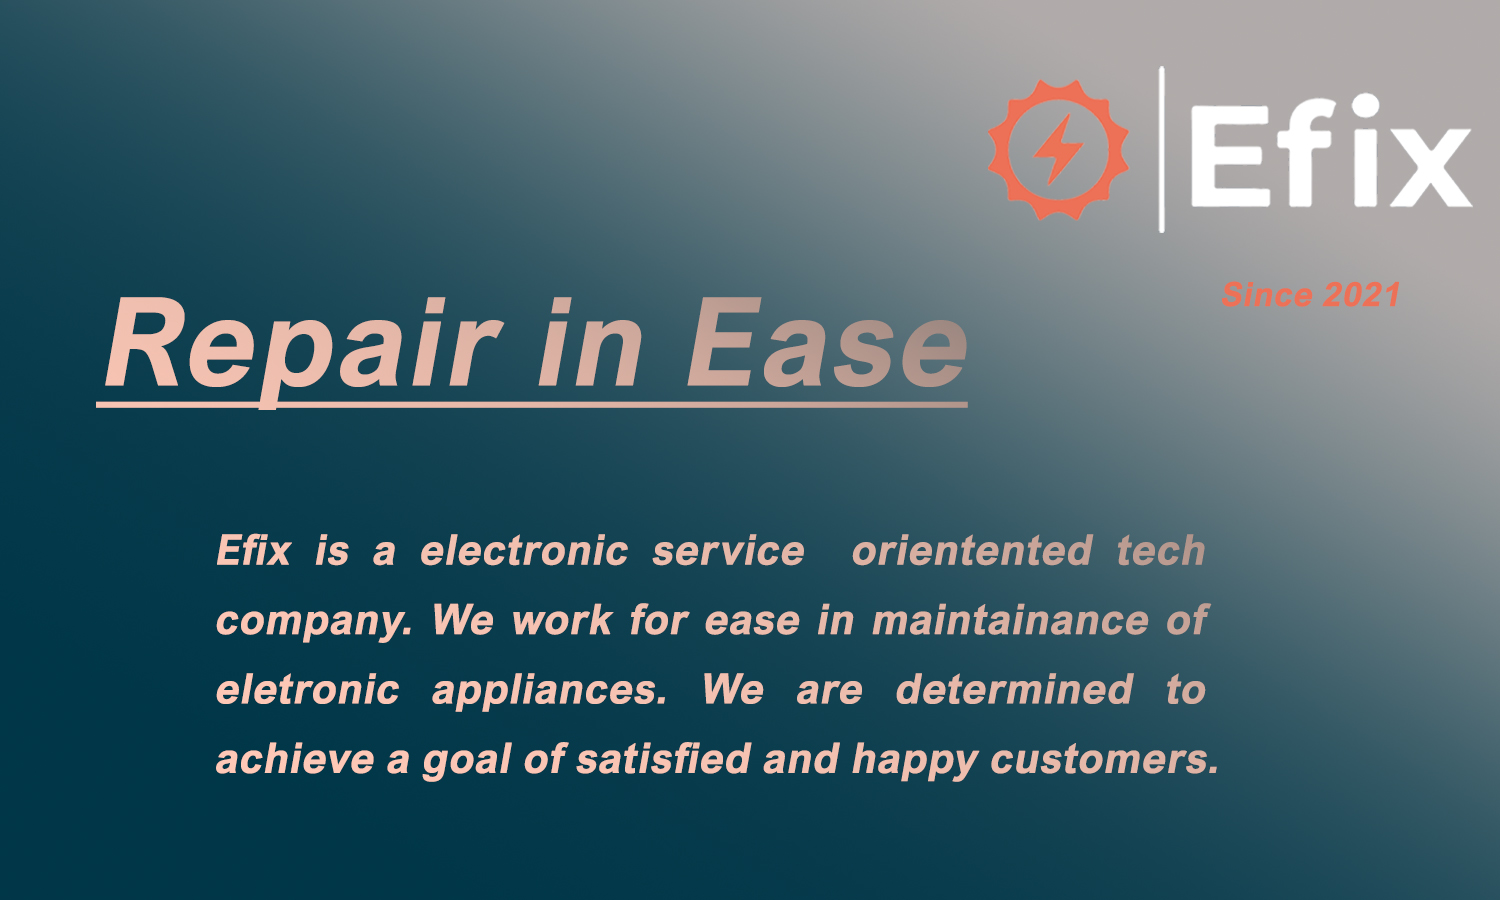 Efix
Since 2021
Repair in Ease
Efix is a electronic service orientented tech
company. We work for ease in maintainance of
eletronic appliances. We are determined to
achieve a goal of satisfied and happy customers.